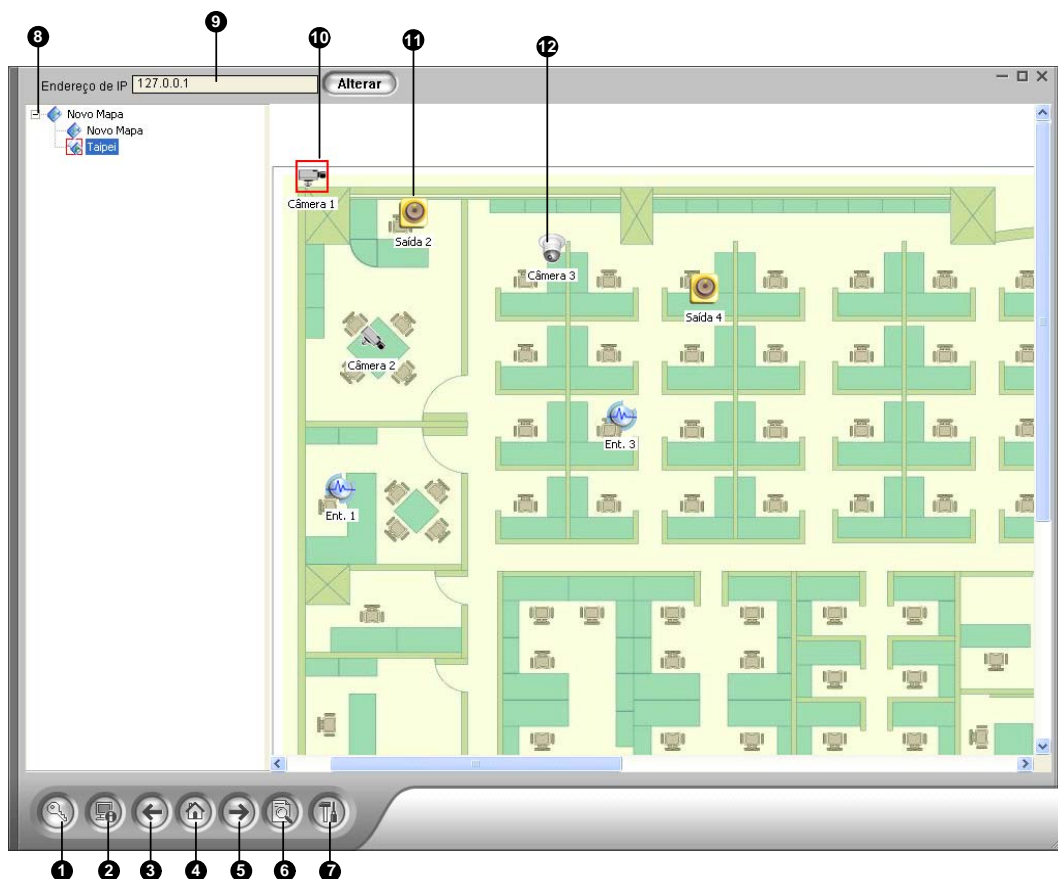 9
8
10
11
12
Endereço de IP 127.0.0.1 Alterar
Novo Mapa
Novo Mapa
Taipei
Câmera 1
Saída 2
Câmera 3
Saída 4
Câmera 2
Ent. 3
Ent. 1
1 2 3 4 5 6 7